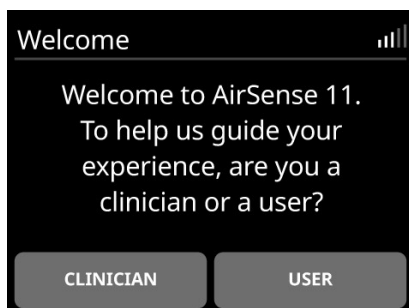 Welcome
Welcome to AirSense 11.
To help us guide your
experience, are you a
clinician or a user?
CLINICIAN
USER